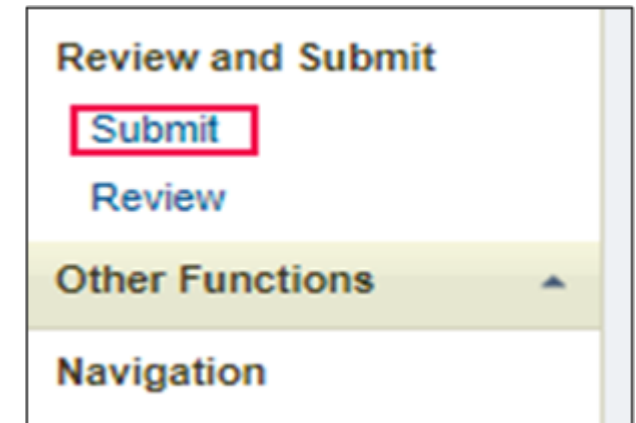 Review and Submit
Submit
Review
Other Functions
Navigation